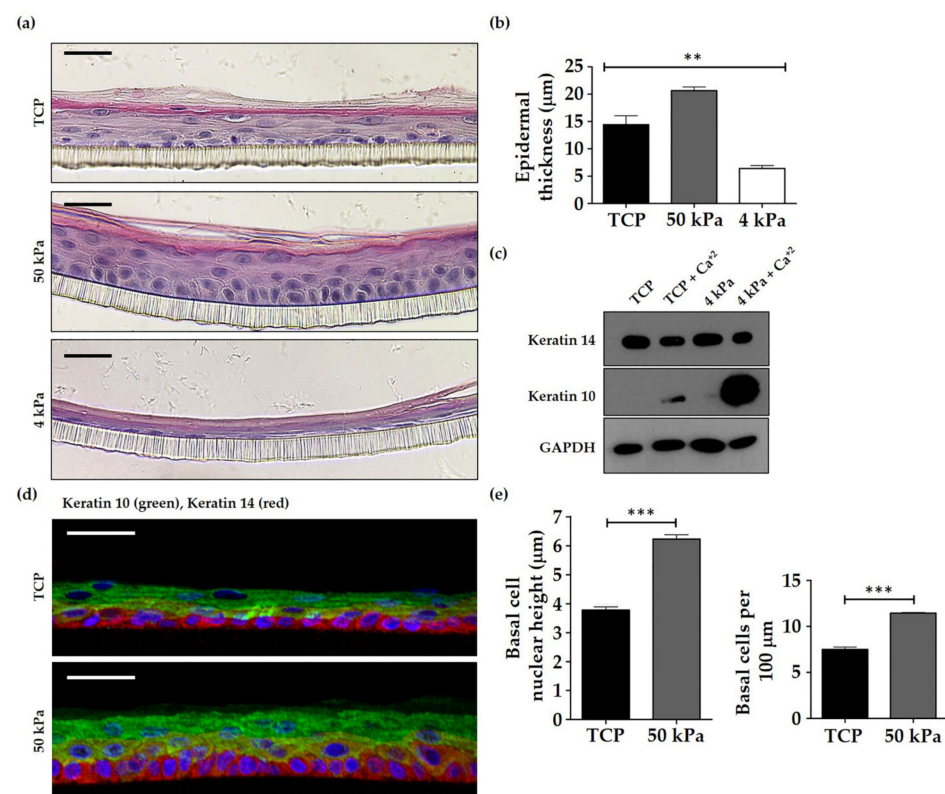 (a)
TCP
50 kPa
4 kPa
(b)
**
Epidermal
thickness (μm)
25
20
15
10
5
0
TCP 50 kPa 4 kPa
(c)
TCP TCP + Ca⁺² 4 kPa 4 kPa + Ca⁺²
Keratin 14
Keratin 10
GAPDH
(d)
Keratin 10 (green), Keratin 14 (red)
TCP
50 kPa
(e)
***
Basal cell
nuclear height (μm)
7
6
5
4
3
2
1
0
TCP 50 kPa
***
Basal cells per
100 μm
15
10
5
0
TCP 50 kPa